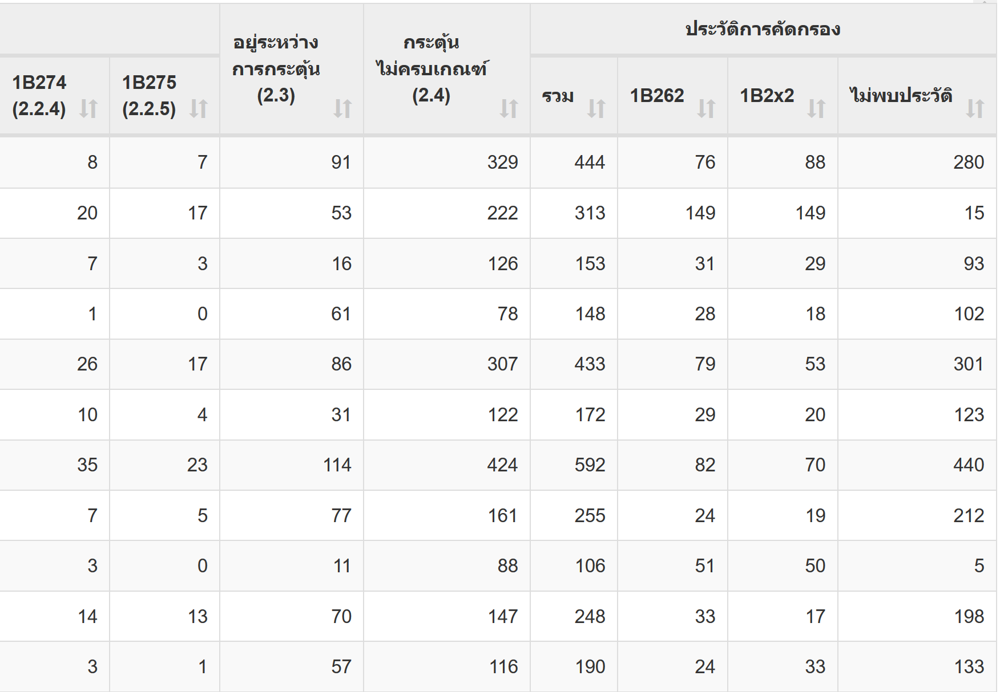 ประวัติการคัดกรอง
อยู่ระหว่าง
การกระตุ้น
(2.3)
กระตุ้น
ไม่ครบเกณฑ์
(2.4)
1B274
(2.2.4)
1B275
(2.2.5)
รวม 1B262 1B2x2 ไม่พบประวัติ
8 7 91 329 444 76 88 280
20 17 53 222 313 149 149 15
7 3 16 126 153 31 29 93
1 0 61 78 148 28 18 102
26 17 86 307 433 79 53 301
10 4 31 122 172 29 20 123
35 23 114 424 592 82 70 440
7 5 77 161 255 24 19 212
3 0 11 88 106 51 50 5
14 13 70 147 248 33 17 198
3 1 57 116 190 24 33 133